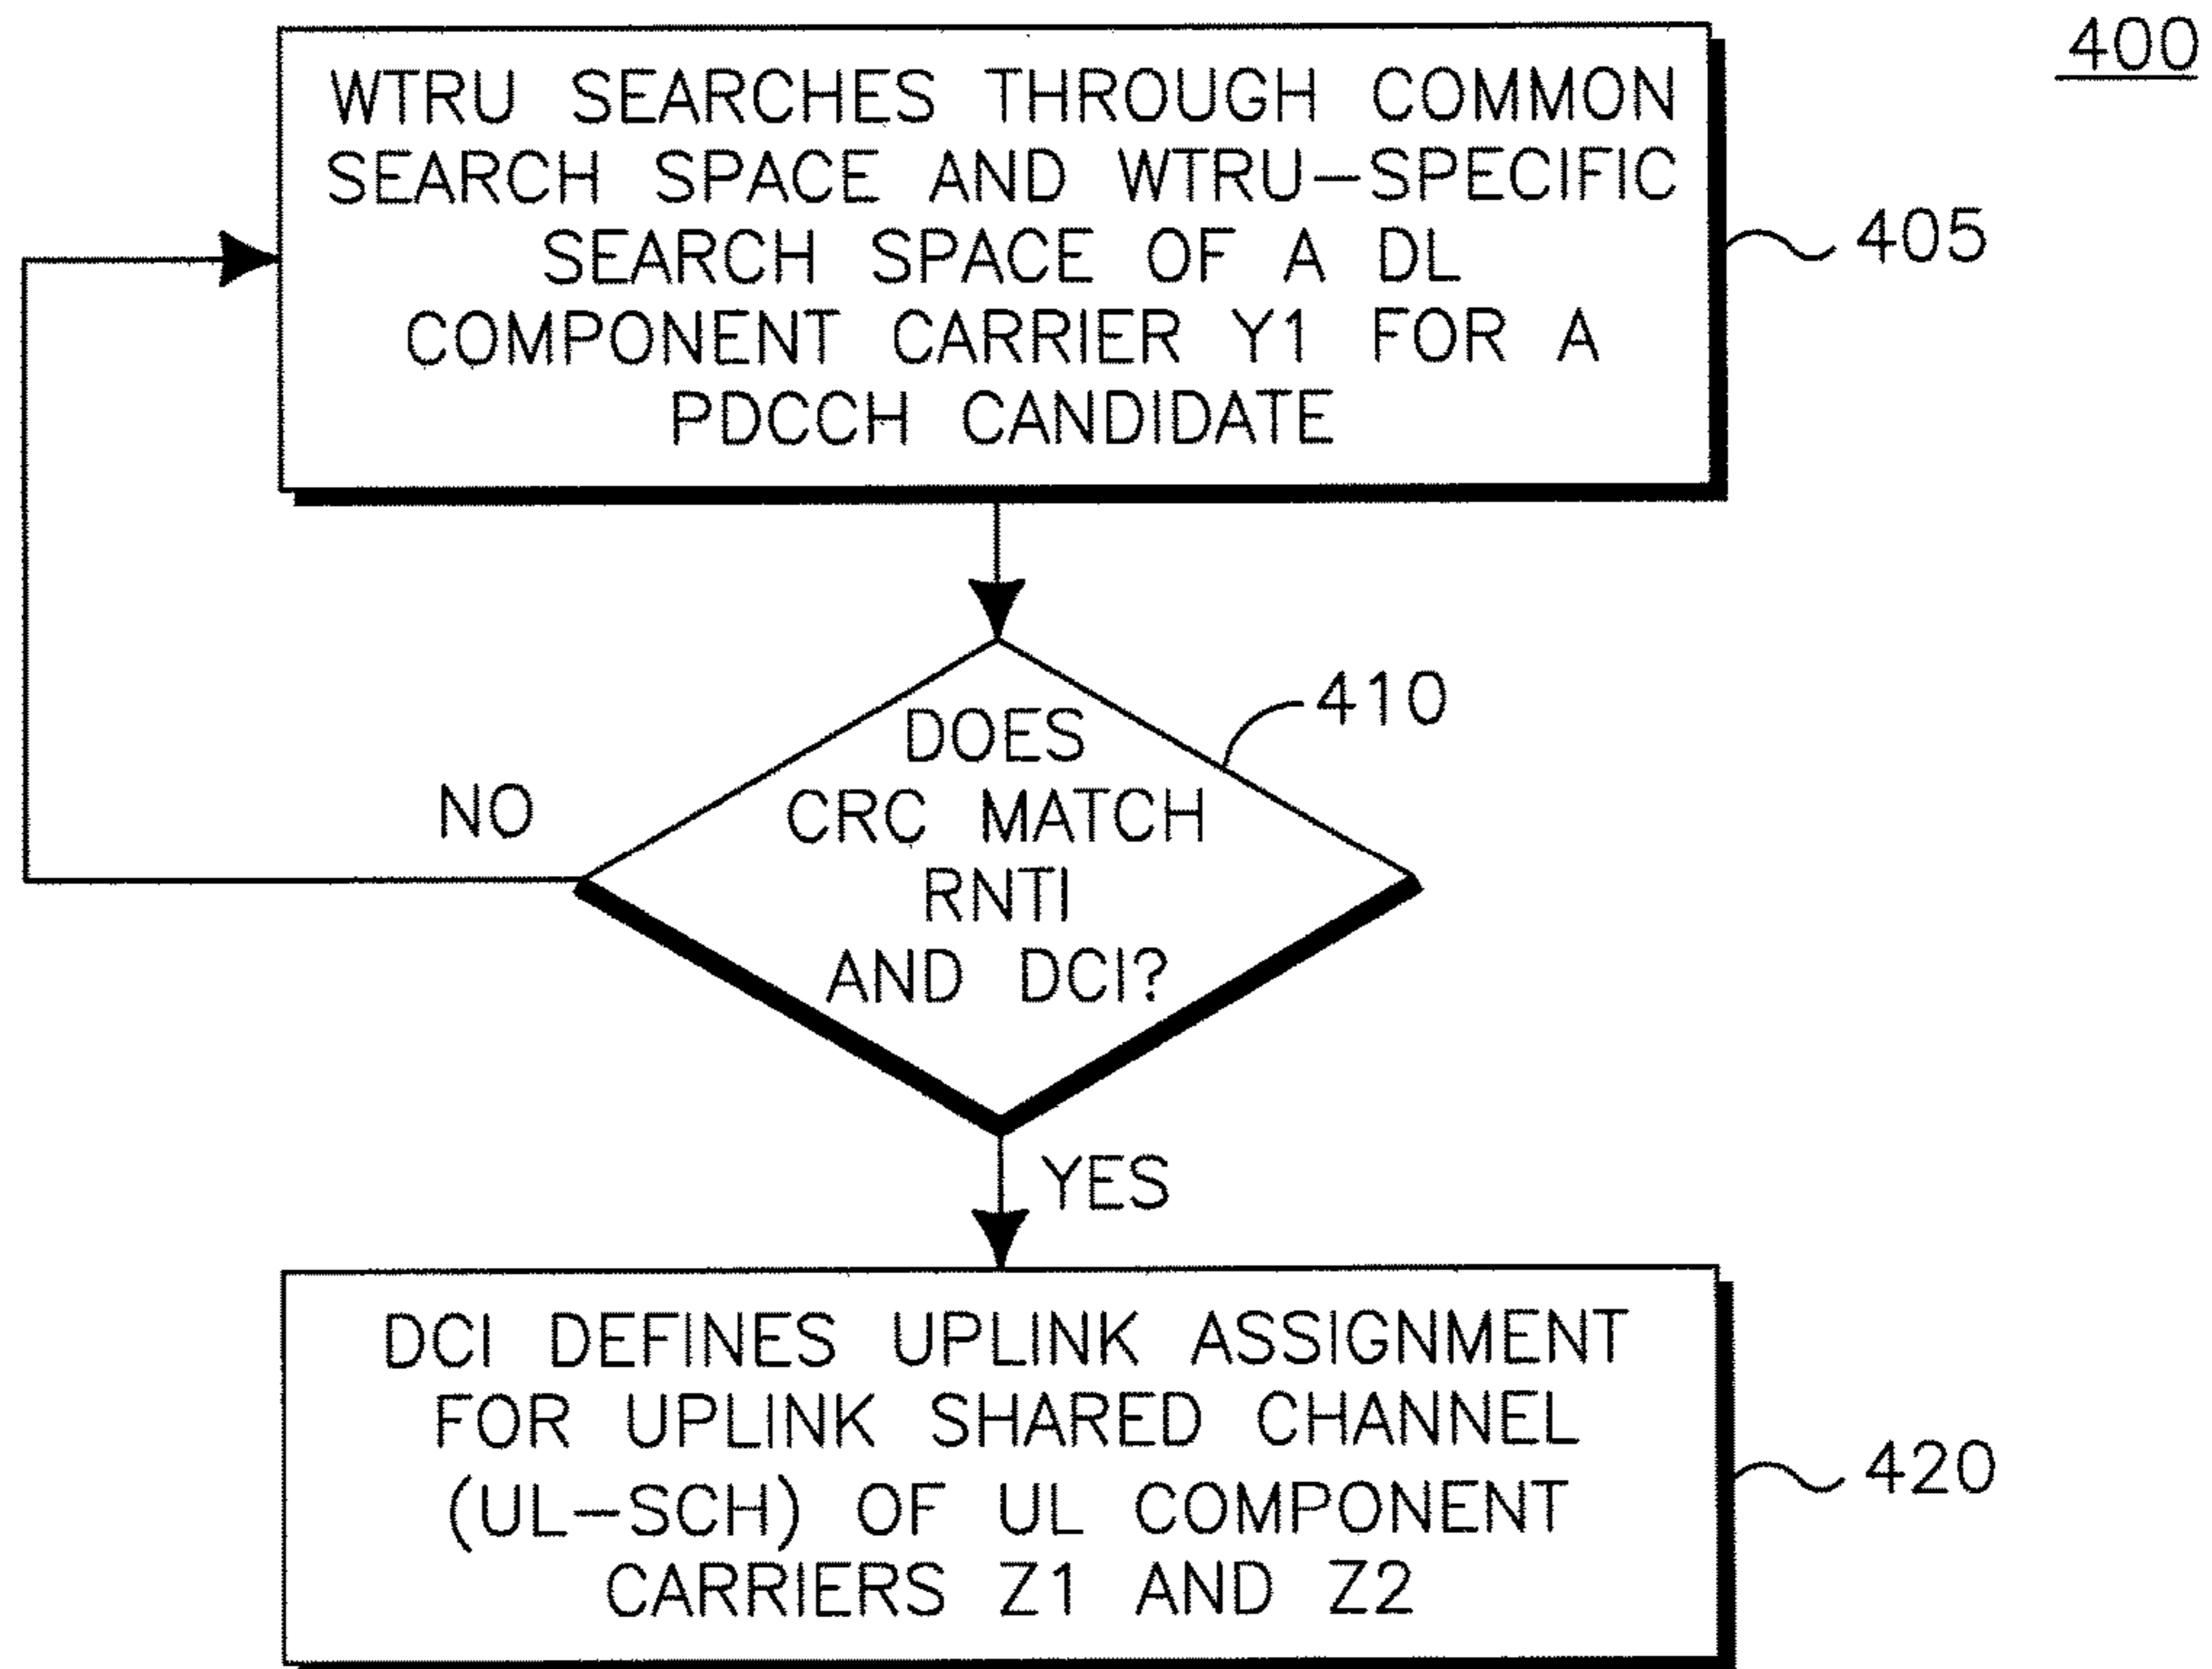 400
WTRU SEARCHES THROUGH COMMON
SEARCH SPACE AND WTRU-SPECIFIC
SEARCH SPACE OF A DL
COMPONENT CARRIER Y1 FOR A
PDCCH CANDIDATE
405
DOES
CRC MATCH
RNTI
AND DCI?
410
NO
YES
DCI DEFINES UPLINK ASSIGNMENT
FOR UPLINK SHARED CHANNEL
(UL-SCH) OF UL COMPONENT
CARRIERS Z1 AND Z2
420